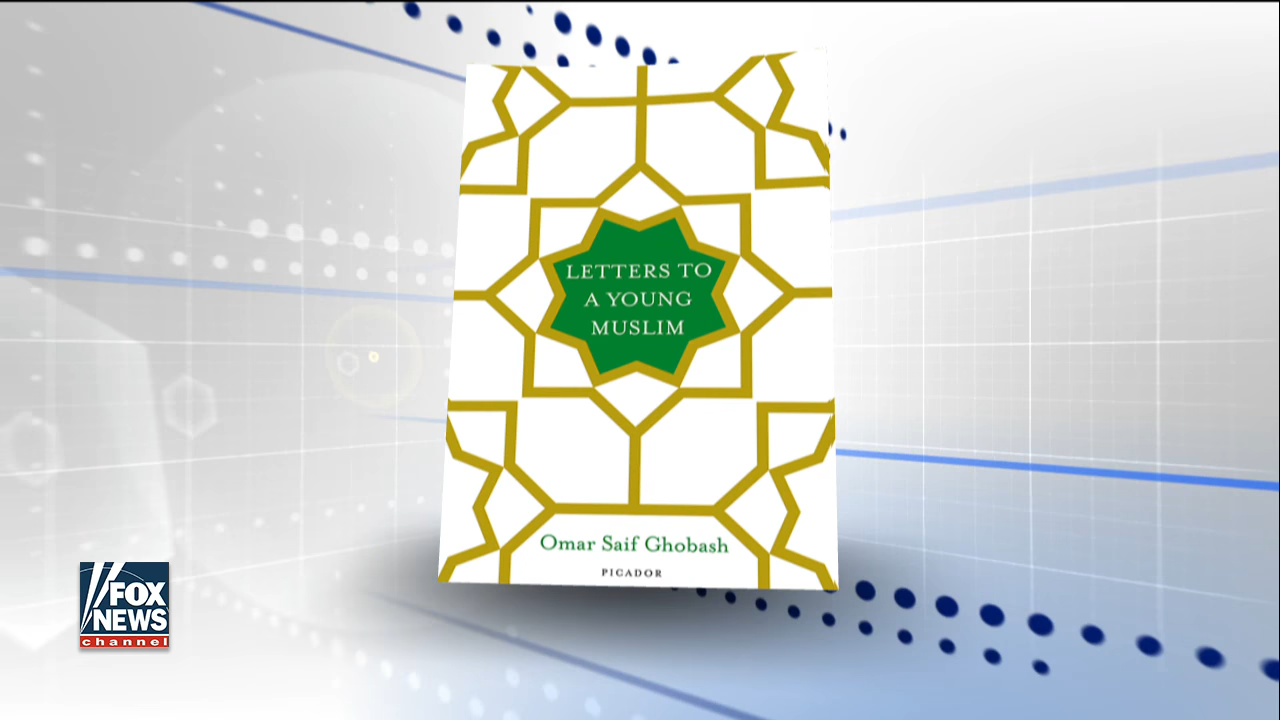 LETTERS TO
A YOUNG
MUSLIM
Omar Saif Ghobash
PICADOR
FOX
NEWS
channel